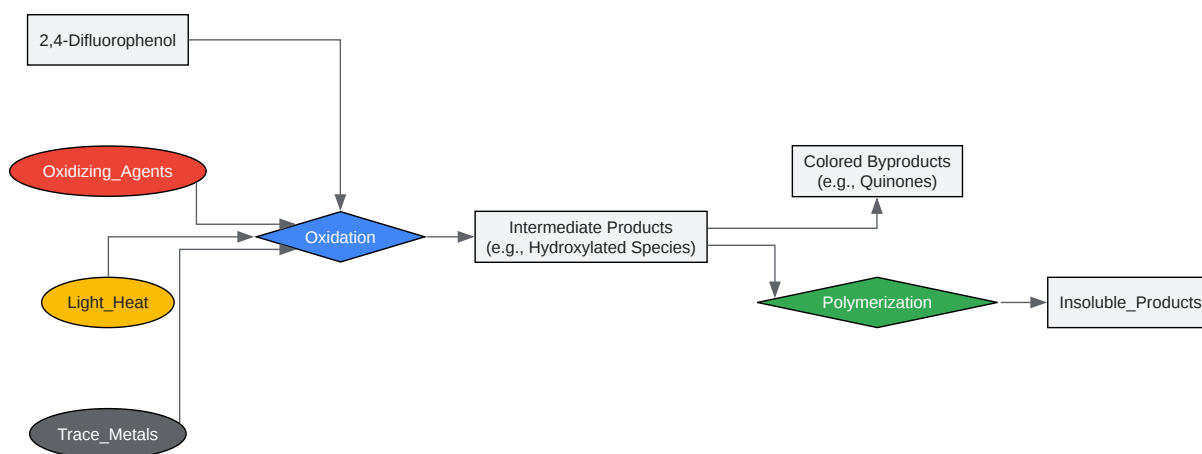 2,4-Difluorophenol
Oxidizing_Agents
Colored Byproducts
(e.g., Quinones)
Oxidation
Intermediate Products
(e.g., Hydroxylated Species)
Light_Heat
Polymerization
Insoluble_Products
Trace_Metals